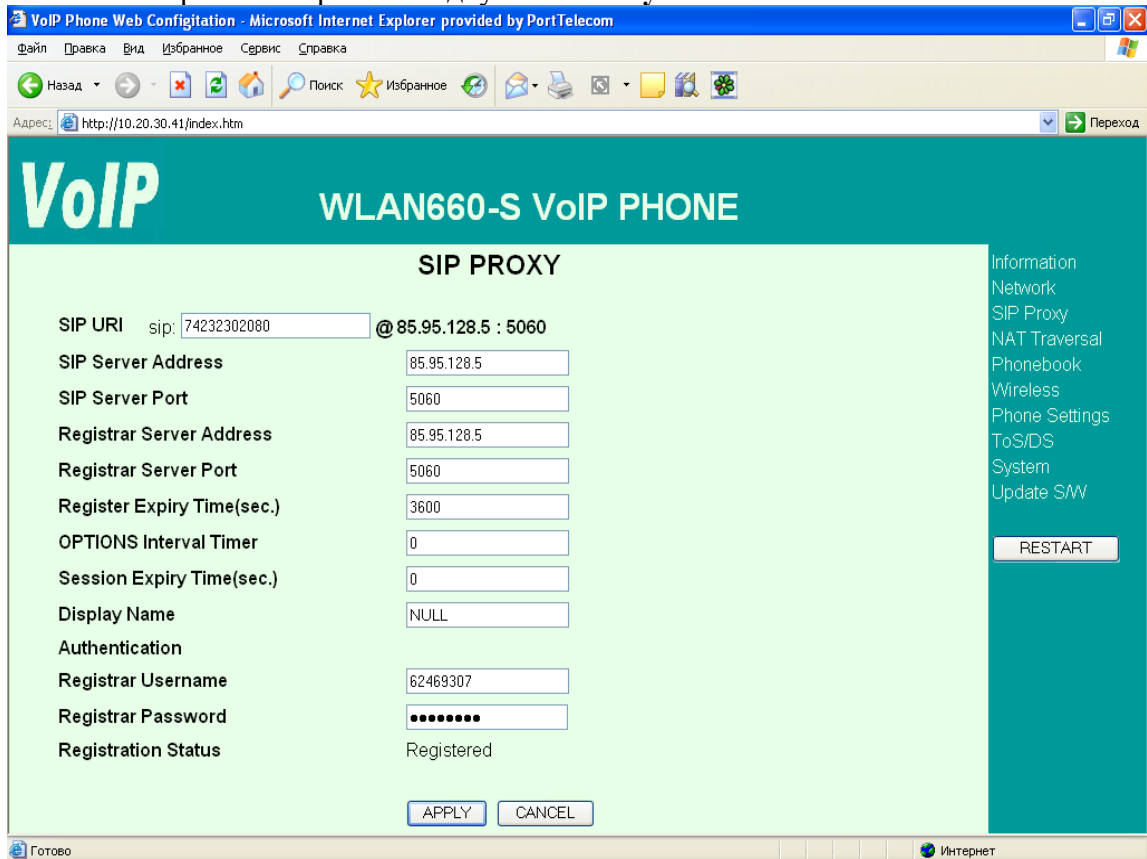 VoIP Phone Web Configitation - Microsoft Internet Explorer provided by PortTelecom
Файл Правка Вид Избранное Сервис Справка
Назад Поиск Избранное
Адрес: http://10.20.30.41/index.htm Переход
VoIP
WLAN660-S VoIP PHONE
SIP PROXY
SIP URI sip: 74232302080 @ 85.95.128.5 : 5060
SIP Server Address 85.95.128.5
SIP Server Port 5060
Registrar Server Address 85.95.128.5
Registrar Server Port 5060
Register Expiry Time(sec.) 3600
OPTIONS Interval Timer 0
Session Expiry Time(sec.) 0
Display Name NULL
Authentication
Registrar Username 62469307
Registrar Password ●●●●●●●●
Registration Status Registered
APPLY CANCEL
Information
Network
SIP Proxy
NAT Traversal
Phonebook
Wireless
Phone Settings
ToS/DS
System
Update S/W
RESTART
Готово Интернет